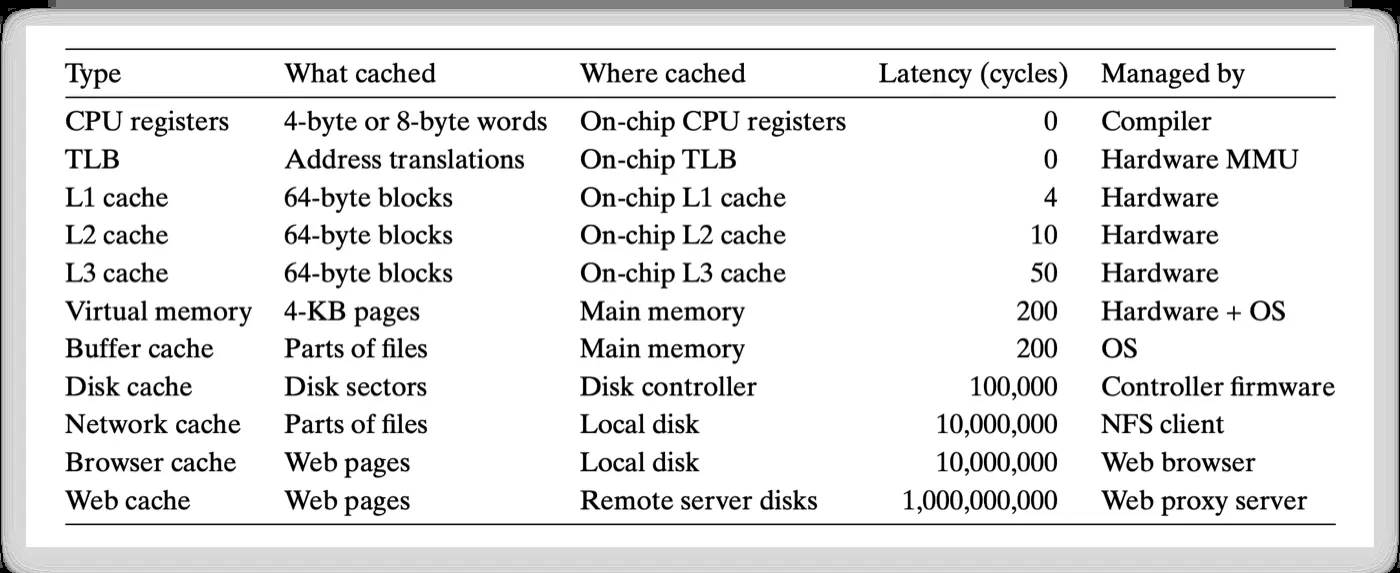 Type What cached Where cached Latency (cycles) Managed by
CPU registers 4-byte or 8-byte words On-chip CPU registers 0 Compiler
TLB Address translations On-chip TLB 0 Hardware MMU
L1 cache 64-byte blocks On-chip L1 cache 4 Hardware
L2 cache 64-byte blocks On-chip L2 cache 10 Hardware
L3 cache 64-byte blocks On-chip L3 cache 50 Hardware
Virtual memory 4-KB pages Main memory 200 Hardware + OS
Buffer cache Parts of files Main memory 200 OS
Disk cache Disk sectors Disk controller 100,000 Controller firmware
Network cache Parts of files Local disk 10,000,000 NFS client
Browser cache Web pages Local disk 10,000,000 Web browser
Web cache Web pages Remote server disks 1,000,000,000 Web proxy server